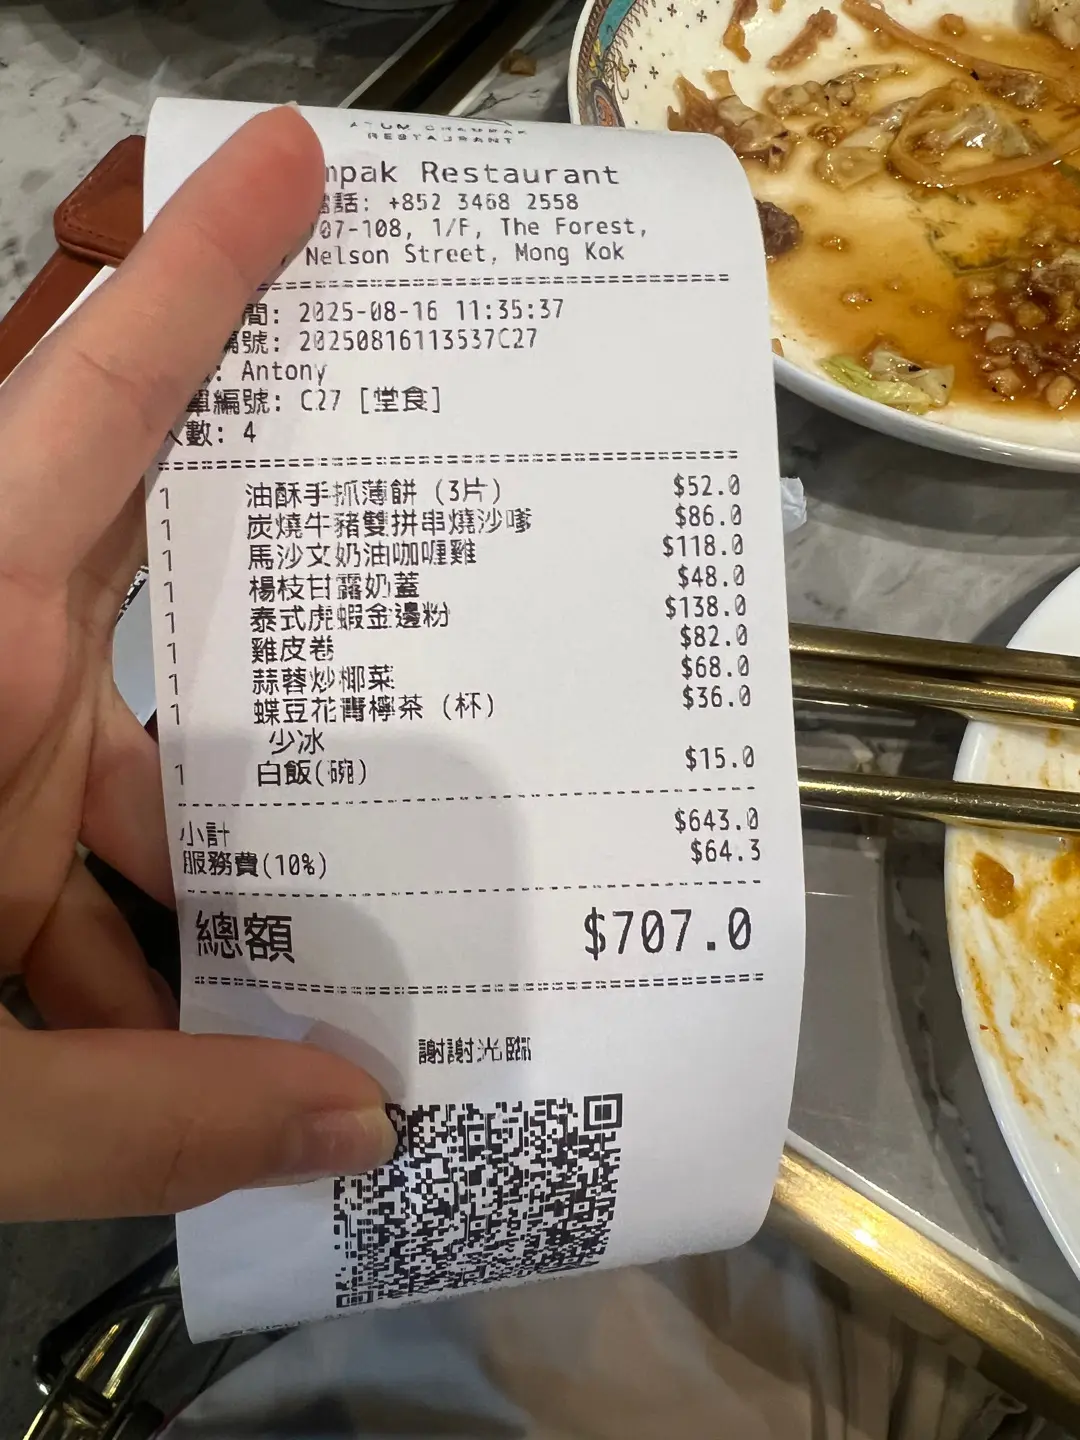 RESTAURANT
mpak Restaurant
電話: +852 3468 2558
07-108, 1/F, The Forest,
Nelson Street, Mong Kok
間: 2025-08-16 11:35:37
編號: 20250816113537C27
: Antony
單編號: C27 [堂食]
人數: 4
1 油酥手抓薄餅 (3片) $52.0
1 炭燒牛豬雙拼串燒沙嗲 $86.0
1 馬沙文奶油咖喱雞 $118.0
1 楊枝甘露奶蓋 $48.0
1 泰式虎蝦金邊粉 $138.0
1 雞皮卷 $82.0
1 蒜蓉炒椰菜 $68.0
1 蝶豆花青檸茶 (杯) $36.0
少冰
1 白飯(碗) $15.0
小計 $643.0
服務費(10%) $64.3
總額 $707.0
謝謝光臨